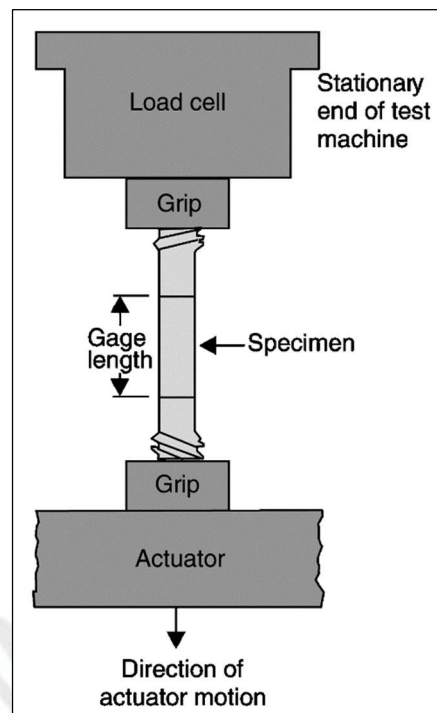 Load cell
Stationary
end of test
machine
Grip
Gage
length
Specimen
Grip
Actuator
Direction of
actuator motion